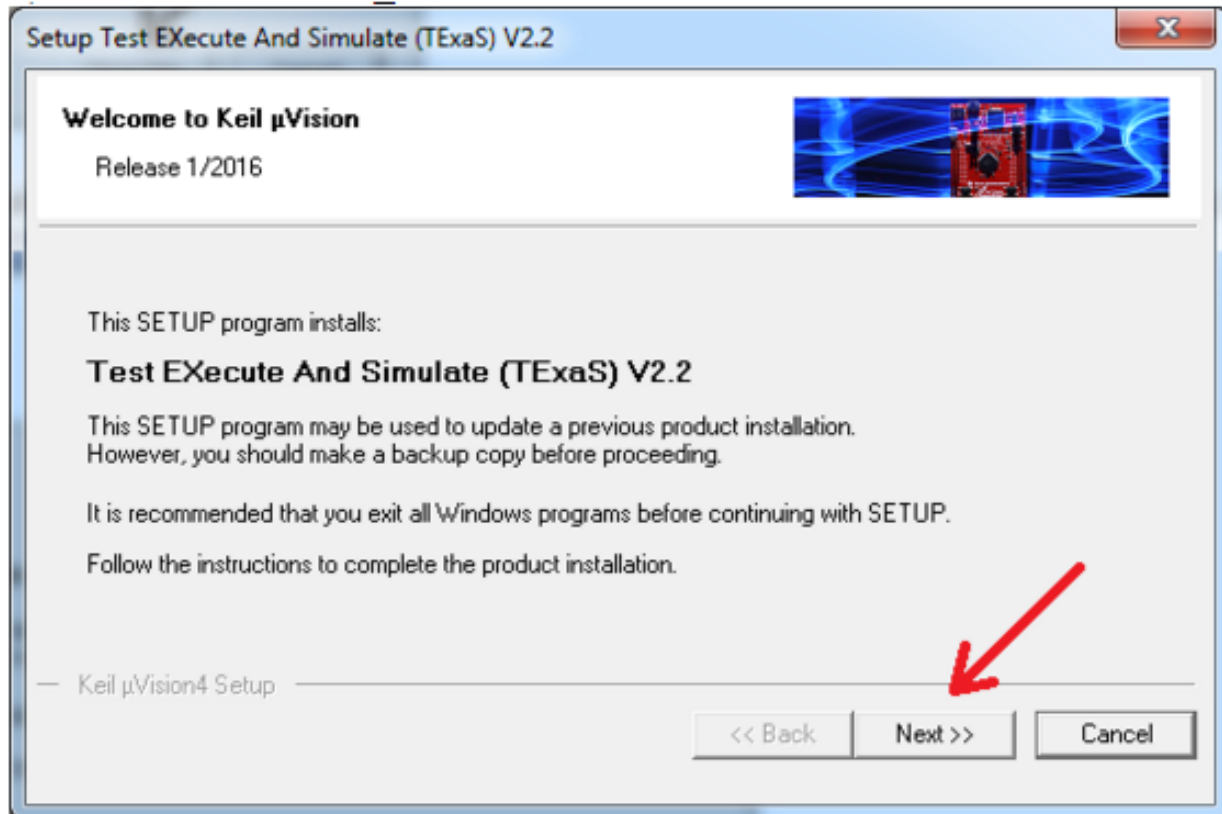 Setup Test EXecute And Simulate (TExaS) V2.2
Welcome to Keil µVision
Release 1/2016
This SETUP program installs:
Test EXecute And Simulate (TExaS) V2.2
This SETUP program may be used to update a previous product installation.
However, you should make a backup copy before proceeding.
It is recommended that you exit all Windows programs before continuing with SETUP.
Follow the instructions to complete the product installation.
Keil µVision4 Setup
<< Back Next >> Cancel